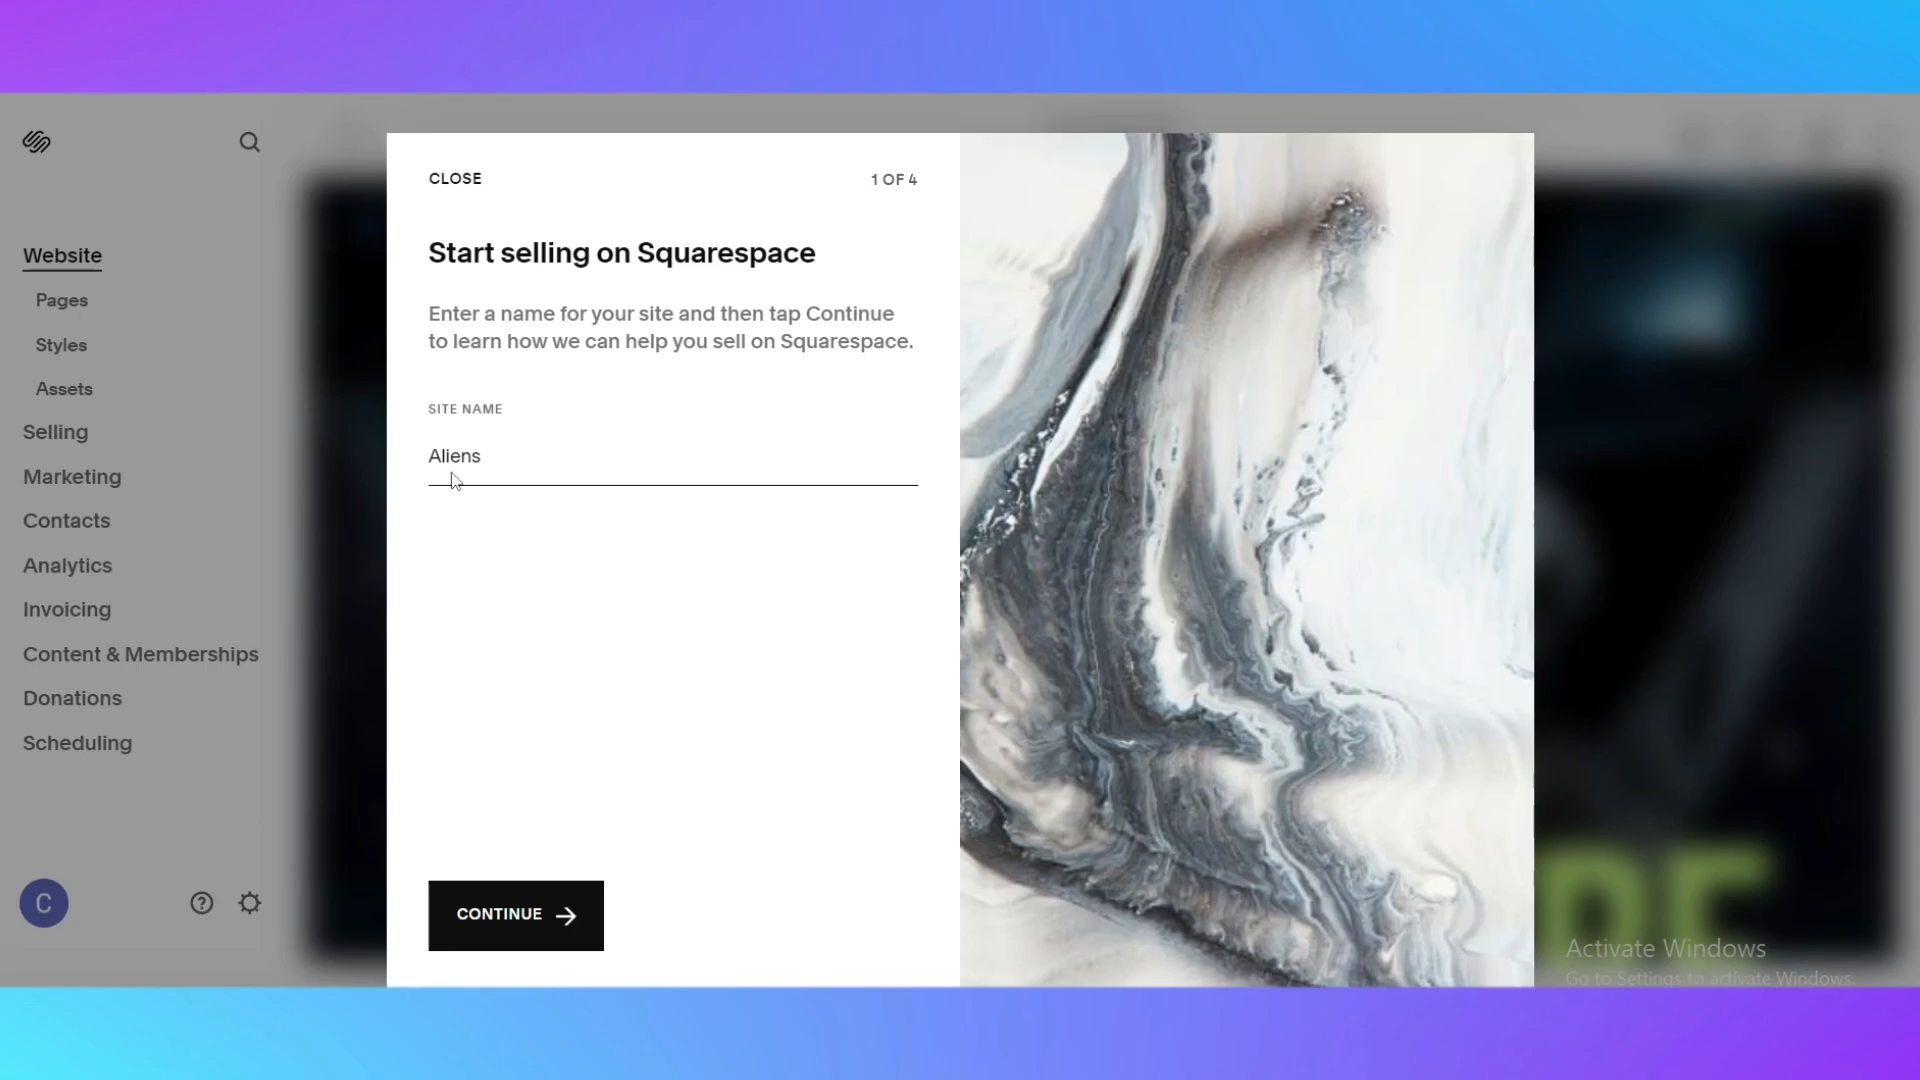 CLOSE
1 OF 4
Start selling on Squarespace
Enter a name for your site and then tap Continue
to learn how we can help you sell on Squarespace.
SITE NAME
Aliens
CONTINUE
Website
Pages
Styles
Assets
Selling
Marketing
Contacts
Analytics
Invoicing
Content & Memberships
Donations
Scheduling
C
Activate Windows
Go to Settings to activate Windows.